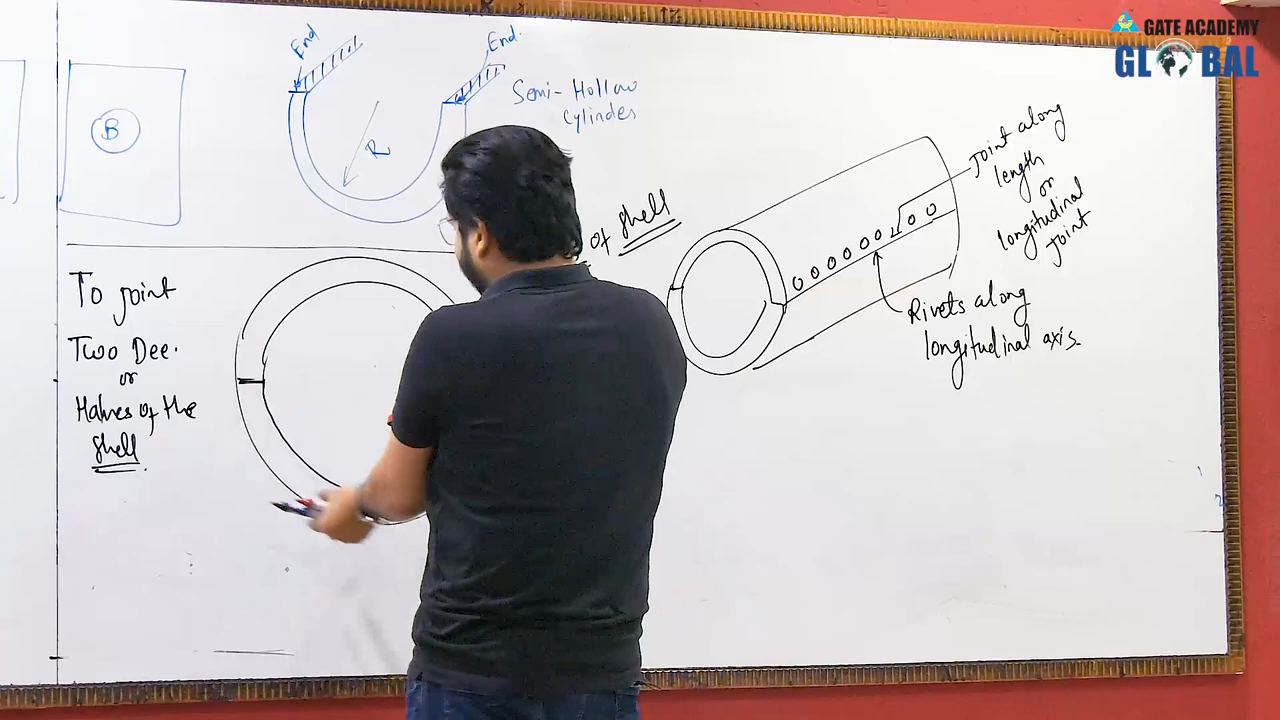 GATE ACADEMY
GLOBAL
End
End.
Semi-Hollow
Cylinder
R
B
of Shell
Joint along
length
or
longitudinal
joint
To joint
Two Dee.
or
Halves of the
Shell
Rivets along
longitudinal axis.